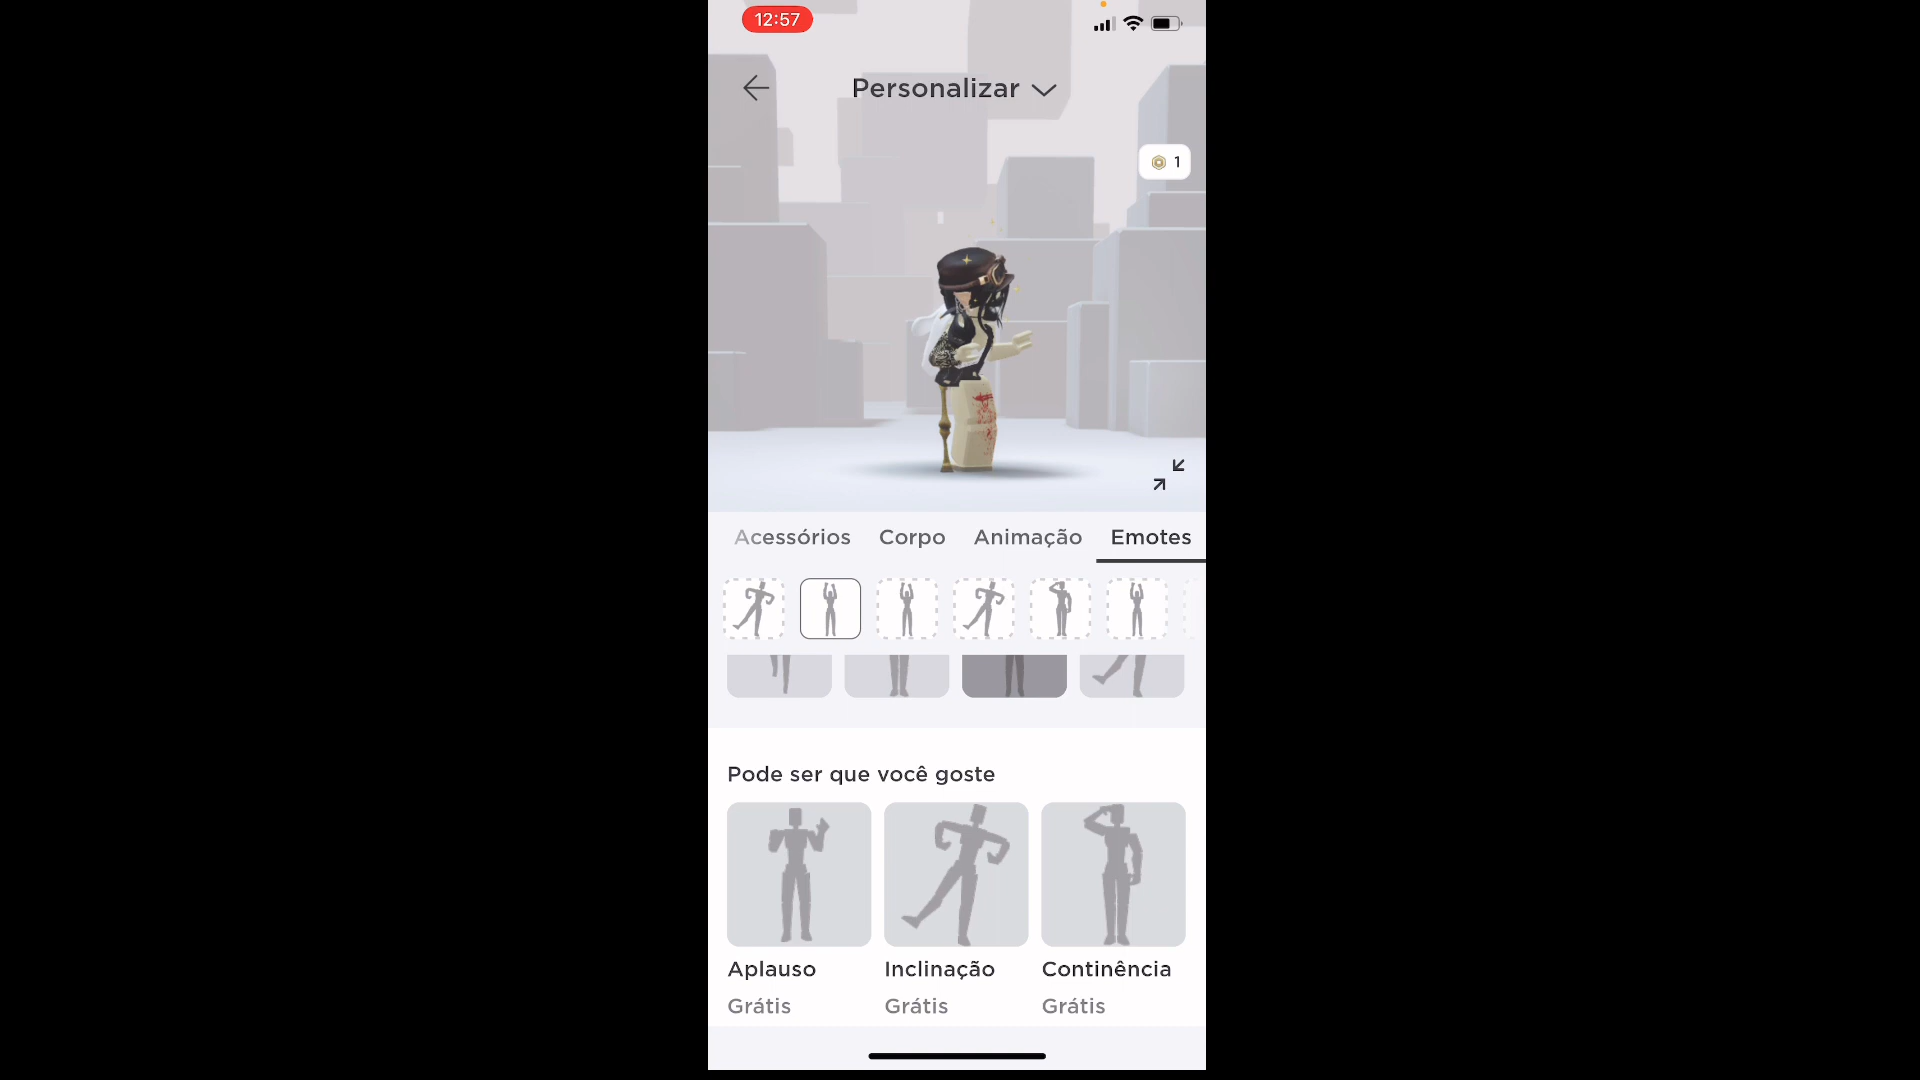 12:57
Personalizar
1
Acessórios Corpo Animação Emotes
Pode ser que você goste
Aplauso Inclinação Continência
Grátis Grátis Grátis